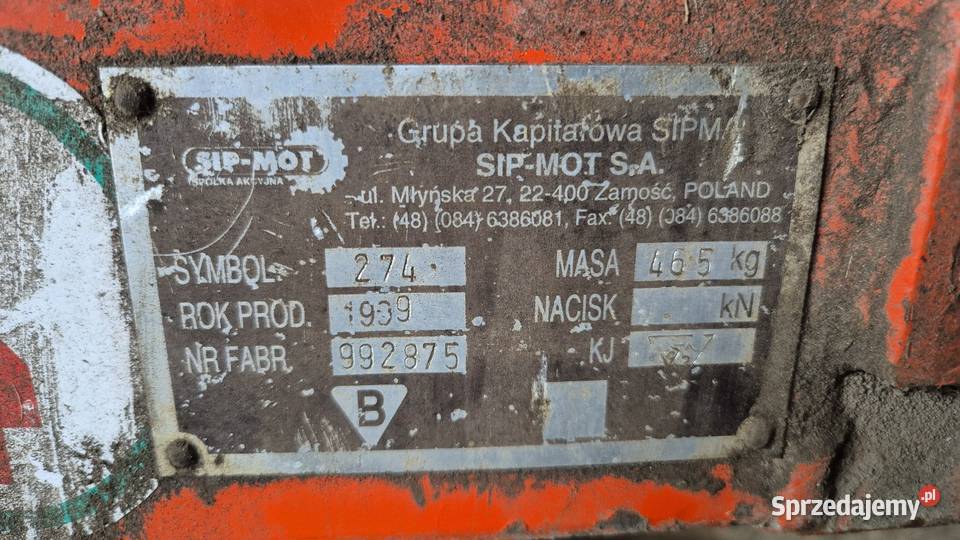 Grupa Kapitałowa SIPMA
SIP-MOT S.A.
SIP-MOT
SPÓŁKA AKCYJNA
ul. Młyńska 27, 22-400 Zamość, POLAND
Tel.: (48) (084) 6386081, Fax: (48) (084) 6386088
SYMBOL 274
MASA 465 kg
ROK PROD. 1999
NACISK kN
NR FABR. 992875
KJ
B
Sprzedajemy.pl